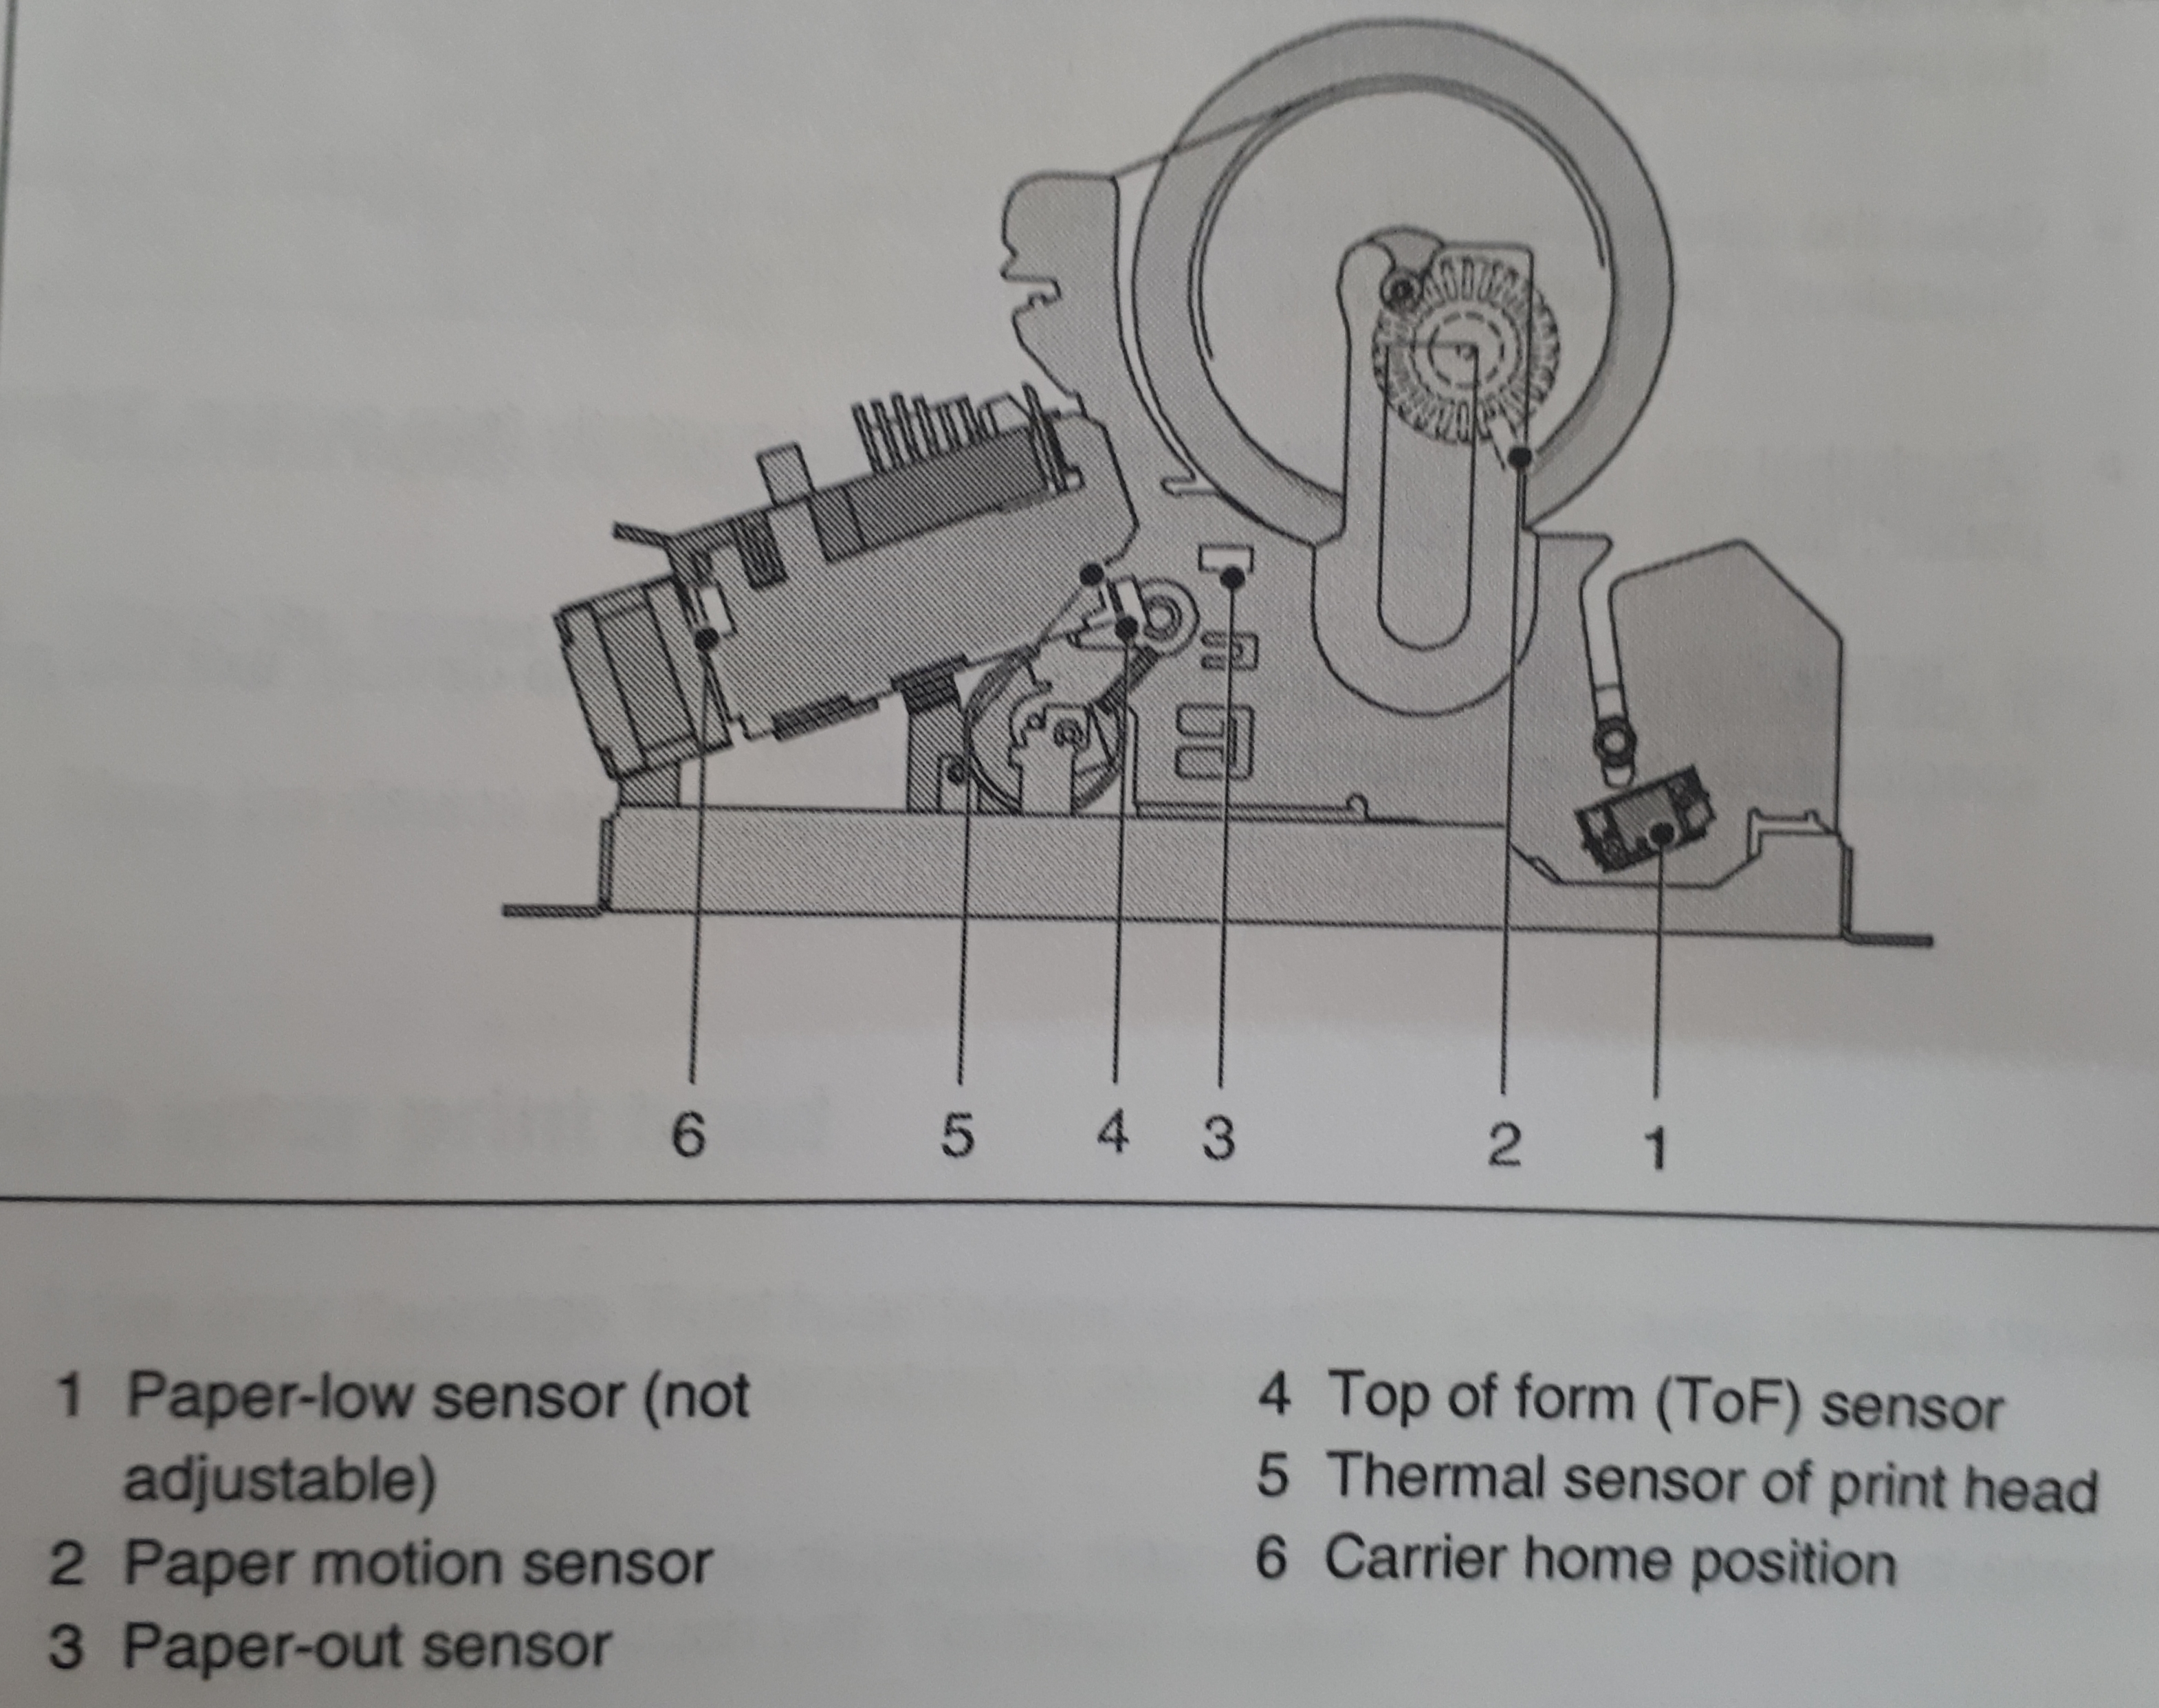 6 5 4 3 2 1
1 Paper-low sensor (not
adjustable)
2 Paper motion sensor
3 Paper-out sensor
4 Top of form (ToF) sensor
5 Thermal sensor of print head
6 Carrier home position